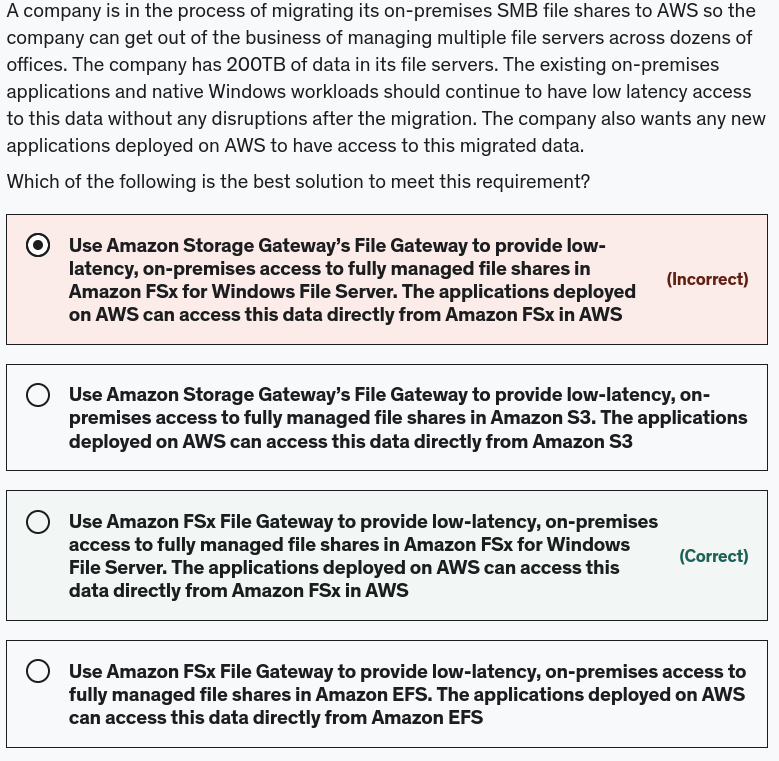 A company is in the process of migrating its on-premises SMB file shares to AWS so the
company can get out of the business of managing multiple file servers across dozens of
offices. The company has 200TB of data in its file servers. The existing on-premises
applications and native Windows workloads should continue to have low latency access
to this data without any disruptions after the migration. The company also wants any new
applications deployed on AWS to have access to this migrated data.
Which of the following is the best solution to meet this requirement?
Use Amazon Storage Gateway’s File Gateway to provide low-
latency, on-premises access to fully managed file shares in
Amazon FSx for Windows File Server. The applications deployed
on AWS can access this data directly from Amazon FSx in AWS
(Incorrect)
Use Amazon Storage Gateway’s File Gateway to provide low-latency, on-
premises access to fully managed file shares in Amazon S3. The applications
deployed on AWS can access this data directly from Amazon S3
Use Amazon FSx File Gateway to provide low-latency, on-premises
access to fully managed file shares in Amazon FSx for Windows
File Server. The applications deployed on AWS can access this
data directly from Amazon FSx in AWS
(Correct)
Use Amazon FSx File Gateway to provide low-latency, on-premises access to
fully managed file shares in Amazon EFS. The applications deployed on AWS
can access this data directly from Amazon EFS